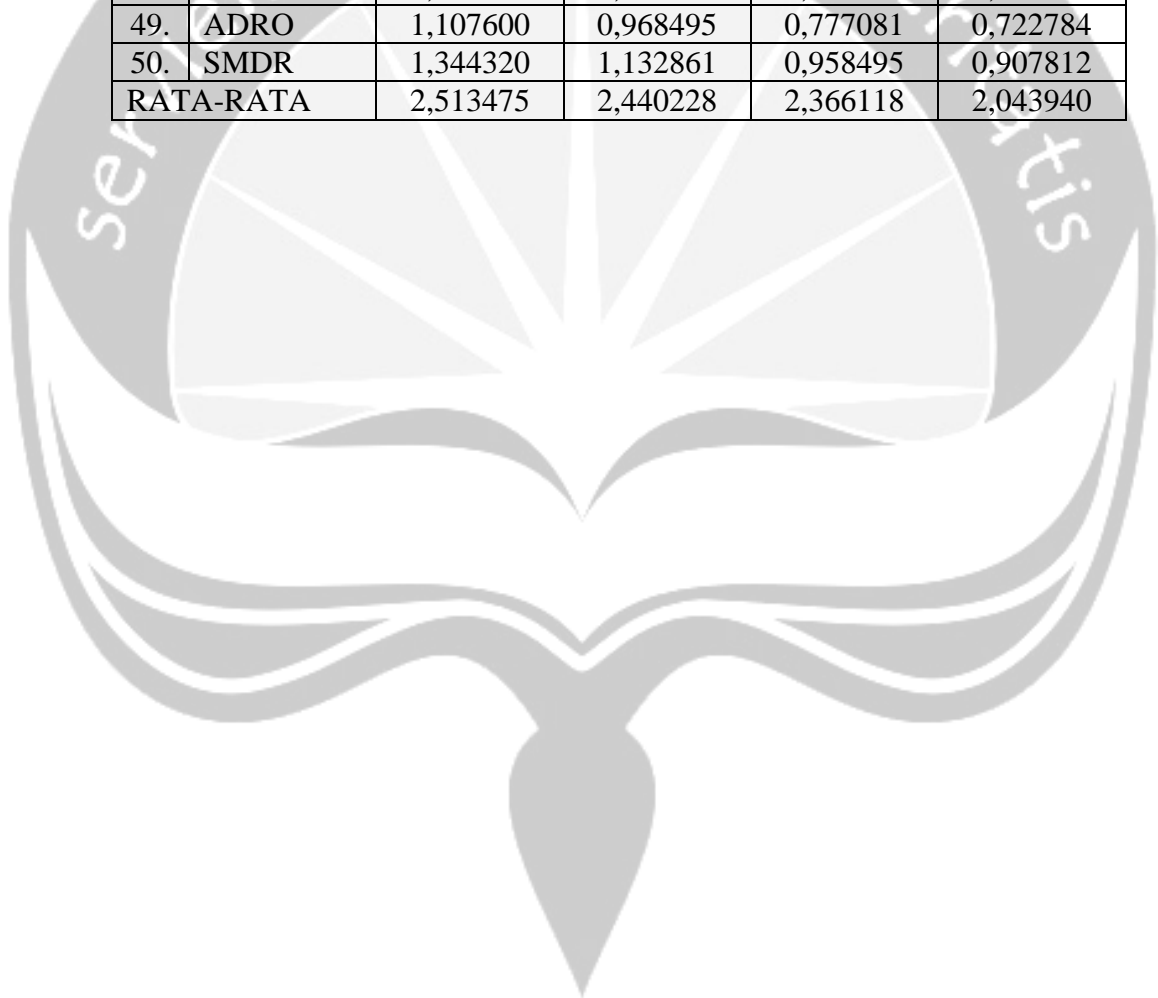 49. ADRO 1,107600 0,968495 0,777081 0,722784
50. SMDR 1,344320 1,132861 0,958495 0,907812
RATA-RATA 2,513475 2,440228 2,366118 2,043940